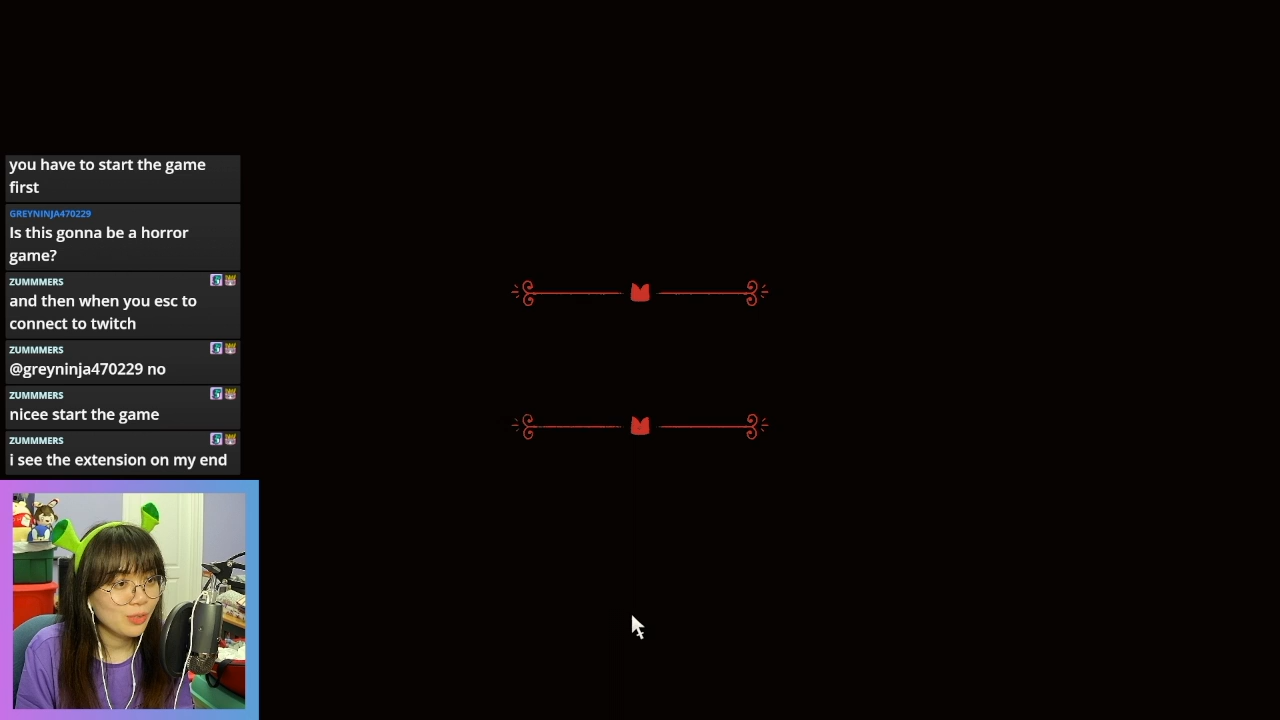 you have to start the game
first
GREYNINJA470229
Is this gonna be a horror
game?
ZUMMMERS
and then when you esc to
connect to twitch
ZUMMMERS
@greyninja470229 no
ZUMMMERS
nicee start the game
ZUMMMERS
i see the extension on my end